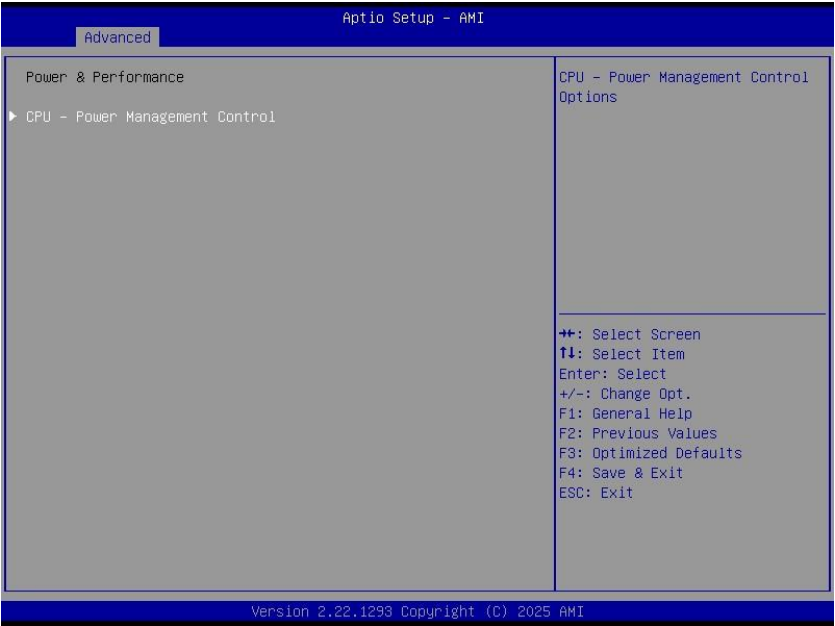 Aptio Setup – AMI
Advanced
Power & Performance
CPU – Power Management Control
CPU – Power Management Control
Options
→←: Select Screen
↑↓: Select Item
Enter: Select
+/-: Change Opt.
F1: General Help
F2: Previous Values
F3: Optimized Defaults
F4: Save & Exit
ESC: Exit
Version 2.22.1293 Copyright (C) 2025 AMI